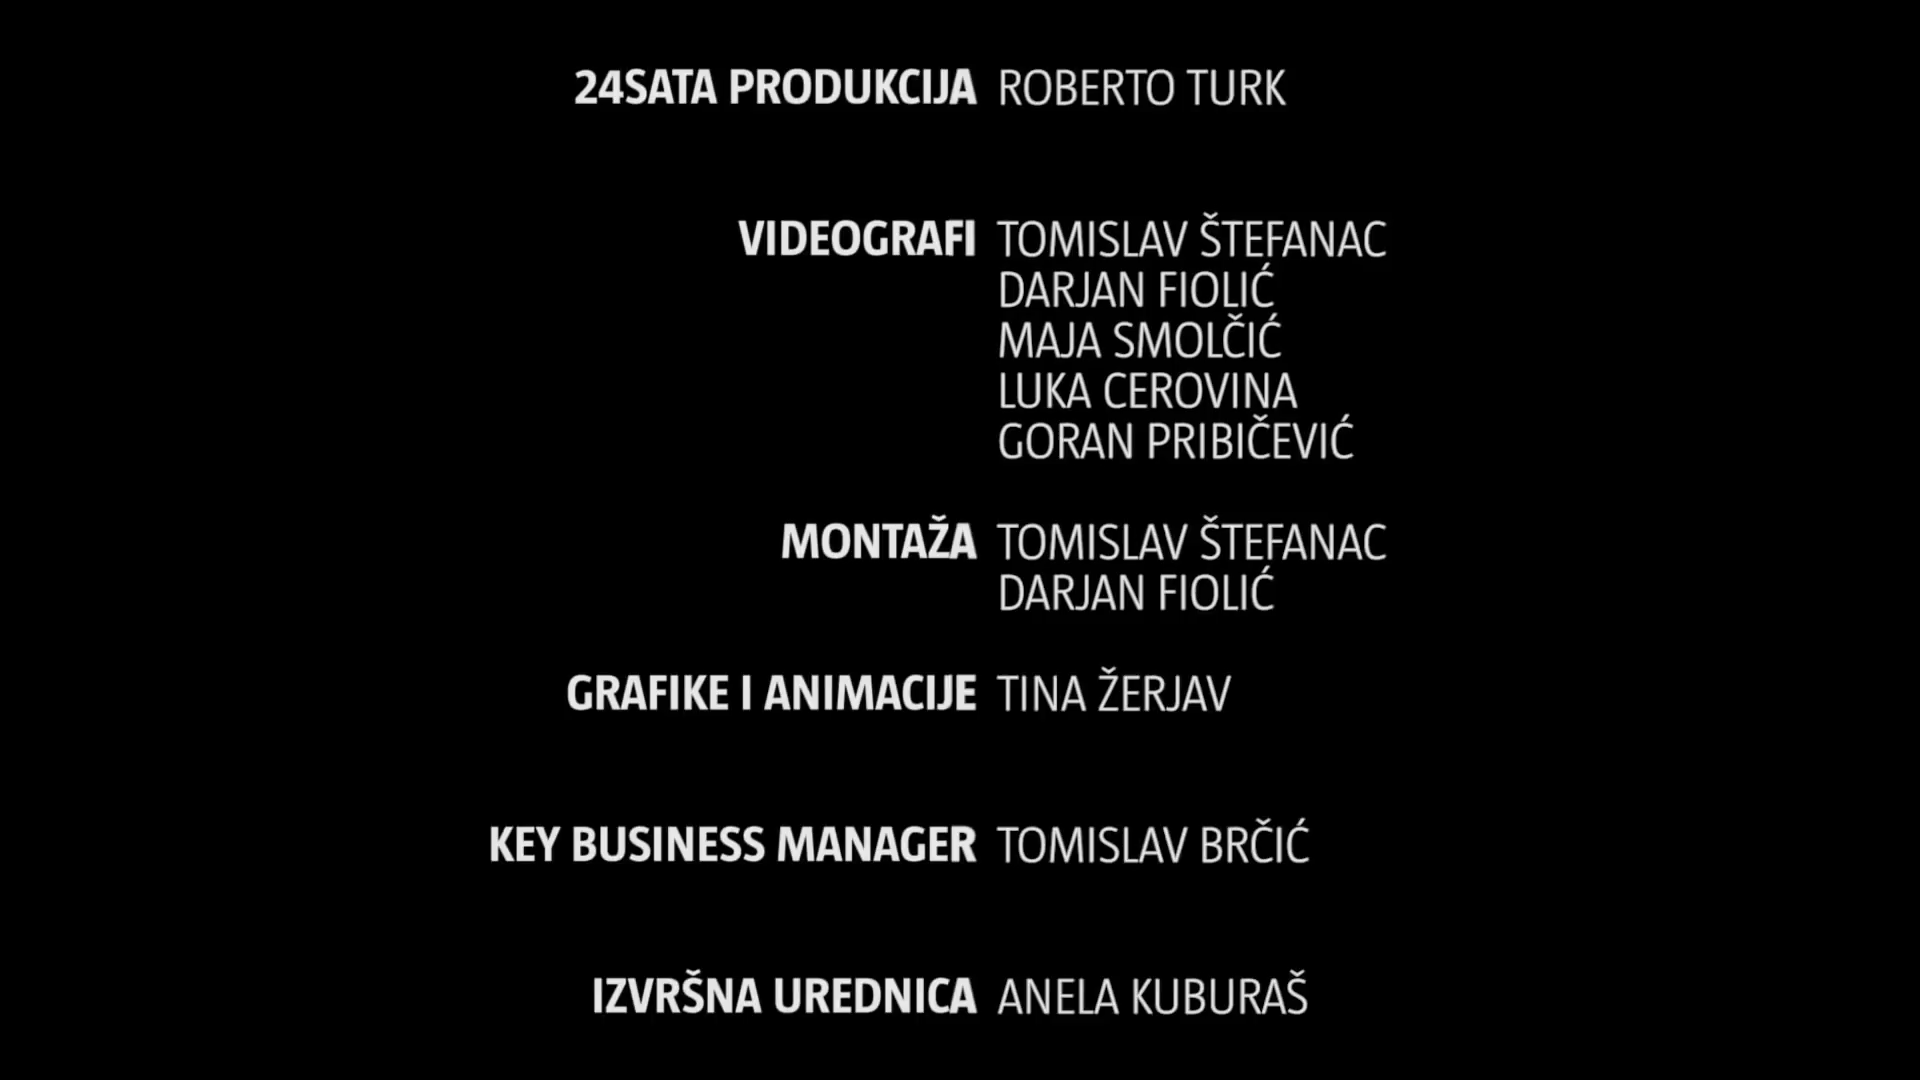 24SATA PRODUKCIJA ROBERTO TURK
VIDEOGRAFI TOMISLAV ŠTEFANAC
DARJAN FIOLIĆ
MAJA SMOLČIĆ
LUKA CEROVINA
GORAN PRIBIČEVIĆ
MONTAŽA TOMISLAV ŠTEFANAC
DARJAN FIOLIĆ
GRAFIKE I ANIMACIJE TINA ŽERJAV
KEY BUSINESS MANAGER TOMISLAV BRČIĆ
IZVRŠNA UREDNICA ANELA KUBURAŠ